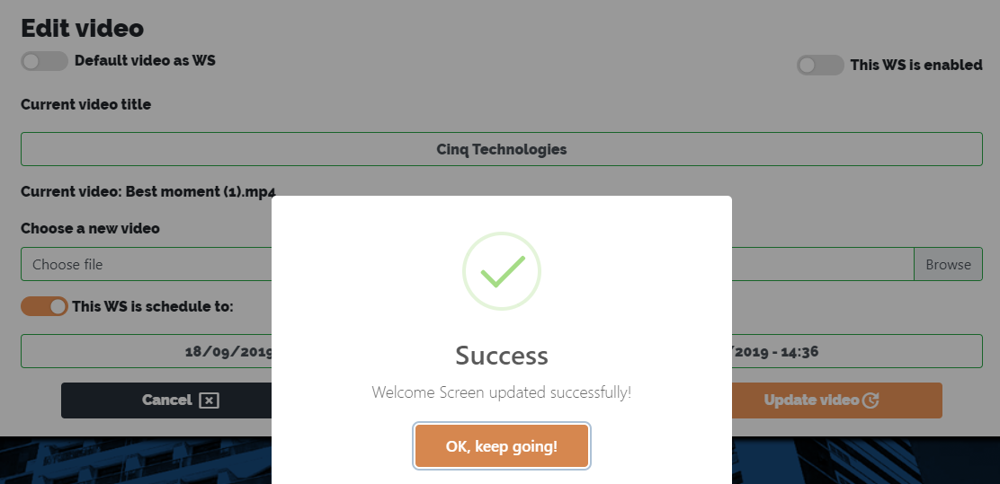 Edit video
Default video as WS
This WS is enabled
Current video title
Cinq Technologies
Current video: Best moment (1).mp4
Choose a new video
Choose file
Browse
This WS is schedule to:
18/09/2019
/2019 - 14:36
Cancel
Update video
Success
Welcome Screen updated successfully!
OK, keep going!